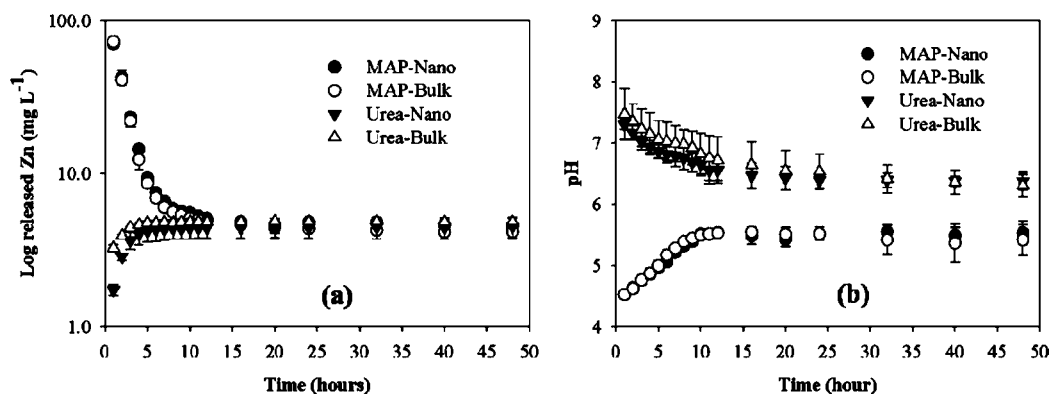 Log released Zn (mg L⁻¹)
100.0
10.0
1.0
MAP-Nano
MAP-Bulk
Urea-Nano
Urea-Bulk
(a)
0 5 10 15 20 25 30 35 40 45 50
Time (hours)
pH
9
8
7
6
5
4
MAP-Nano
MAP-Bulk
Urea-Nano
Urea-Bulk
(b)
0 5 10 15 20 25 30 35 40 45 50
Time (hour)